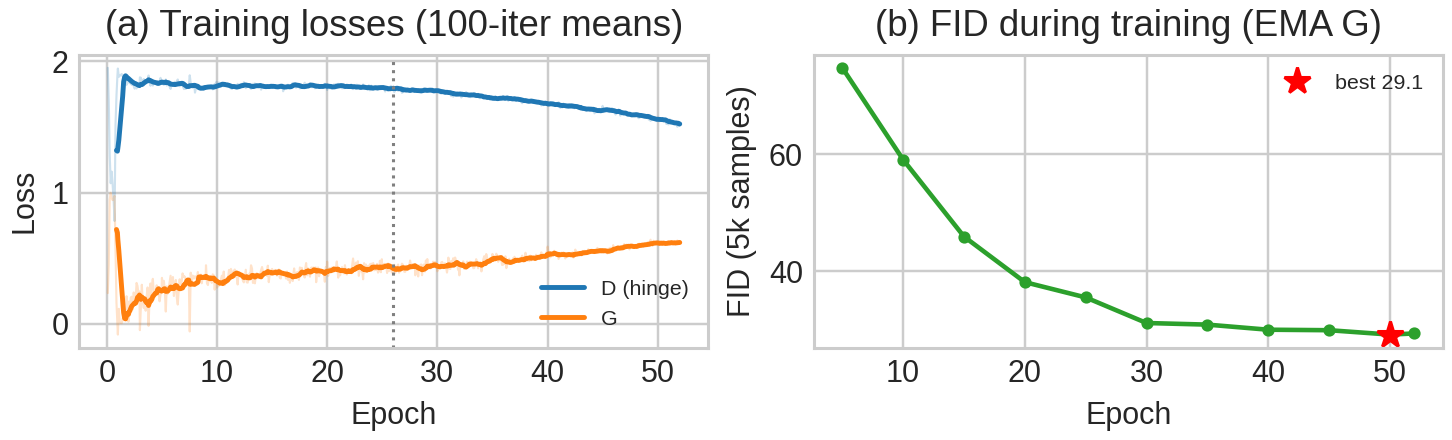 (a) Training losses (100-iter means)
2
1
0
Loss
D (hinge)
G
0 10 20 30 40 50
Epoch
(b) FID during training (EMA G)
best 29.1
60
40
FID (5k samples)
10 20 30 40 50
Epoch